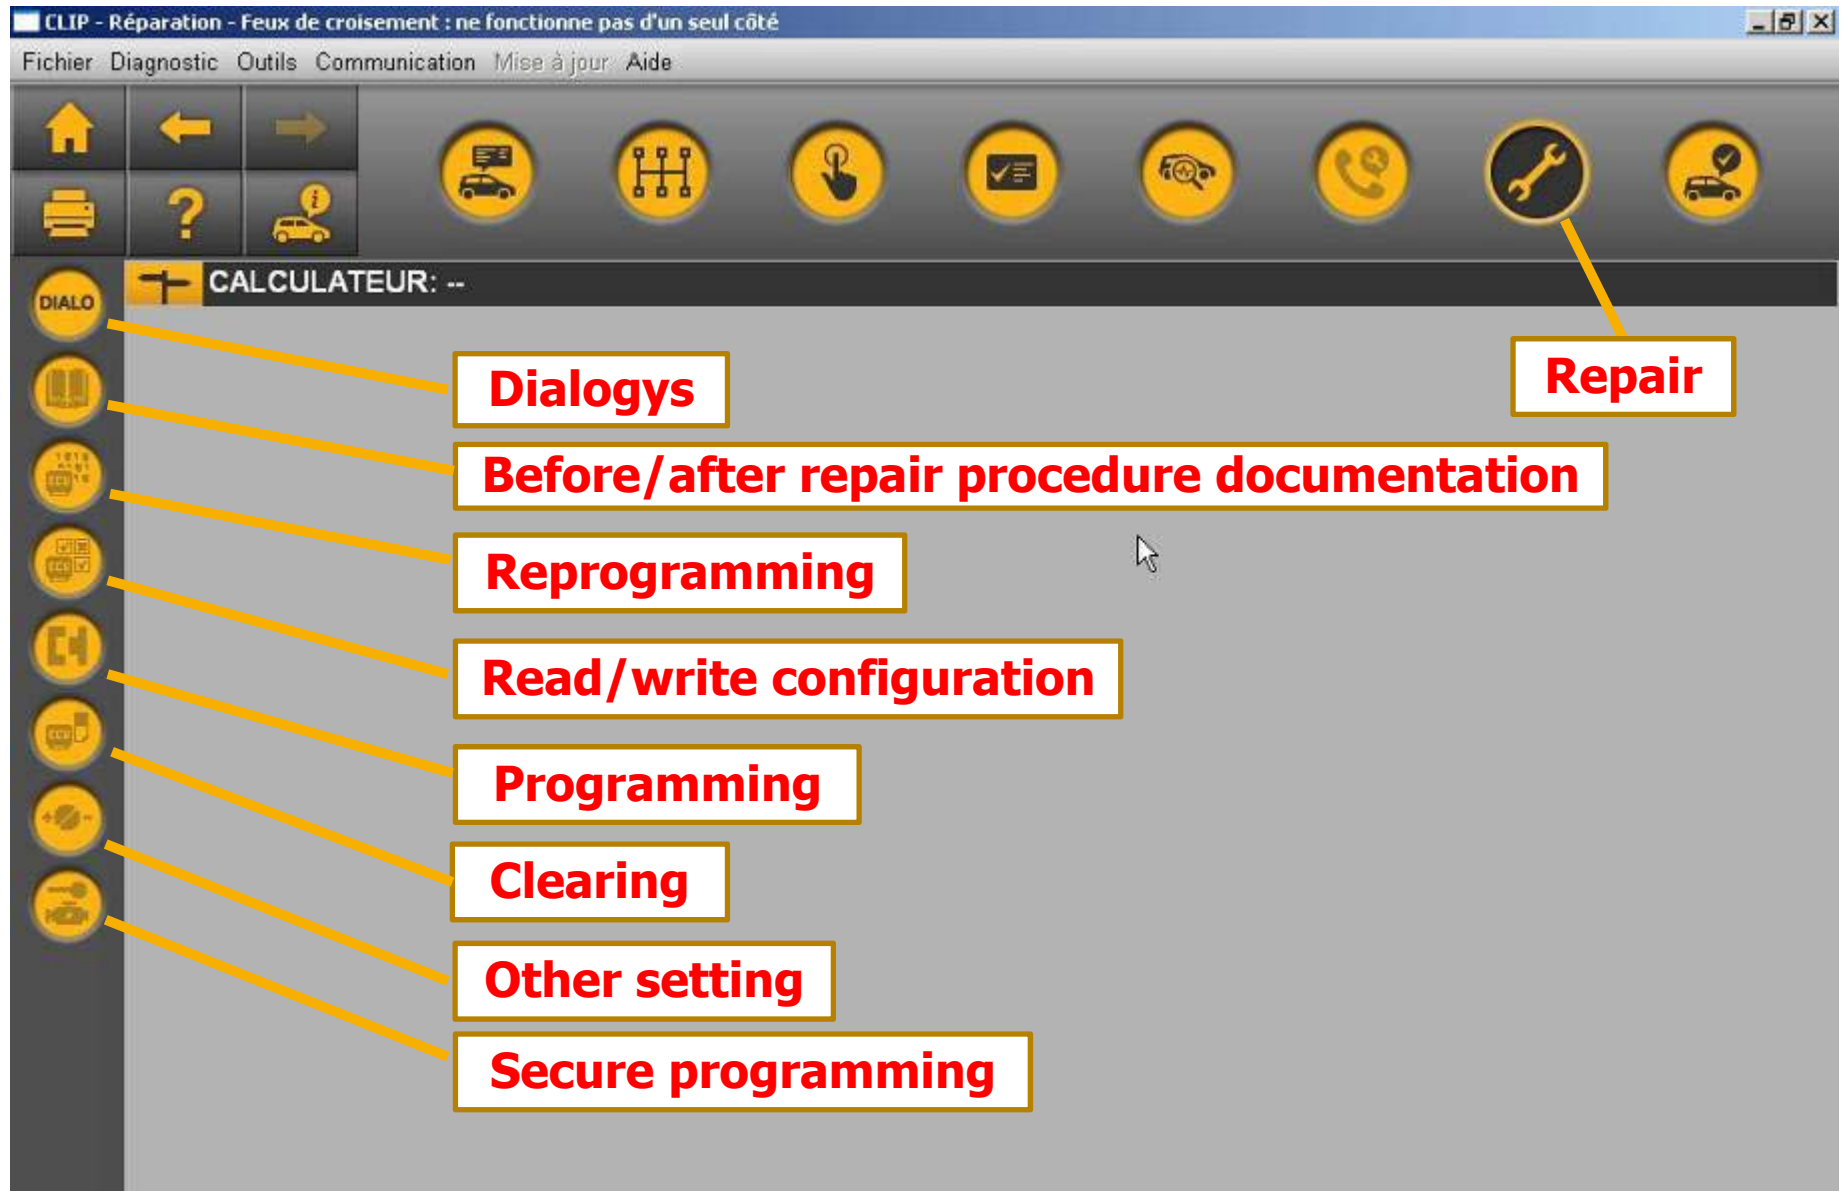 CLIP - Réparation - Feux de croisement : ne fonctionne pas d'un seul côté
Fichier Diagnostic Outils Communication Mise à jour Aide
CALCULATEUR: --
DIALO
Repair
Dialogys
Before/after repair procedure documentation
Reprogramming
Read/write configuration
Programming
Clearing
Other setting
Secure programming